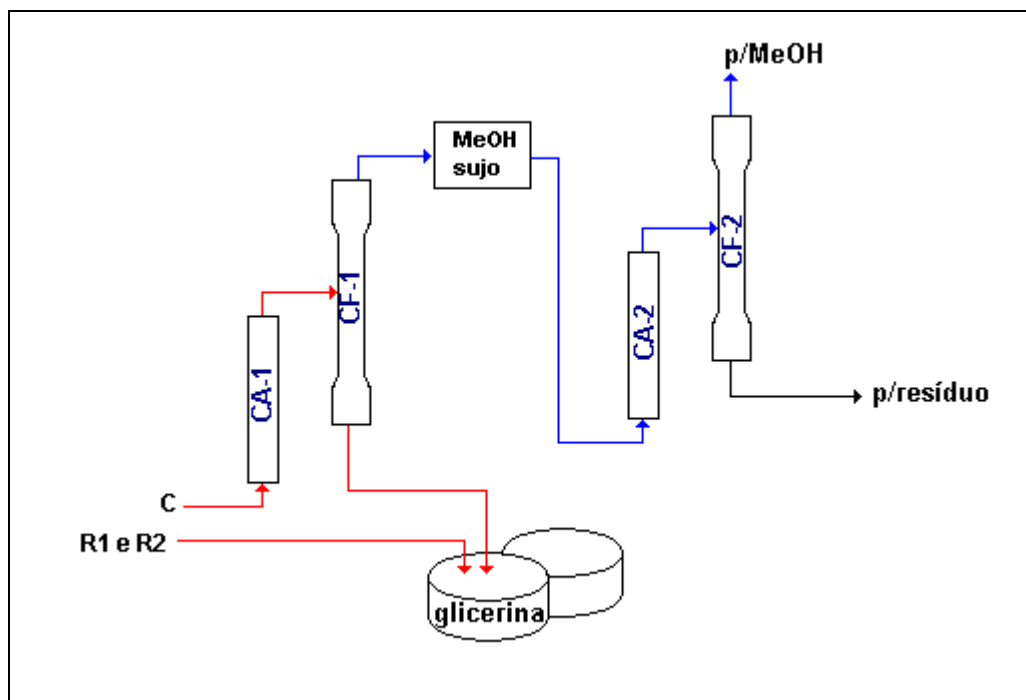 p/MeOH
MeOH
sujo
CF-1
CF-2
CA-1
CA-2
p/resíduo
C
R1 e R2
glicerina